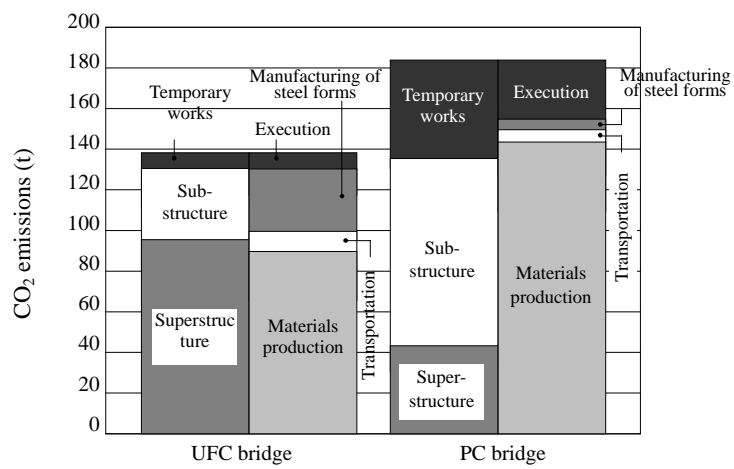 200
180
160
140
120
100
80
60
40
20
0
CO2 emissions (t)
Temporary
works
Manufacturing of
steel forms
Execution
Sub-
structure
Superstruc
ture
Materials
production
Transportation
Temporary
works
Execution
Manufacturing
of steel forms
Sub-
structure
Super-
structure
Materials
production
Transportation
UFC bridge
PC bridge